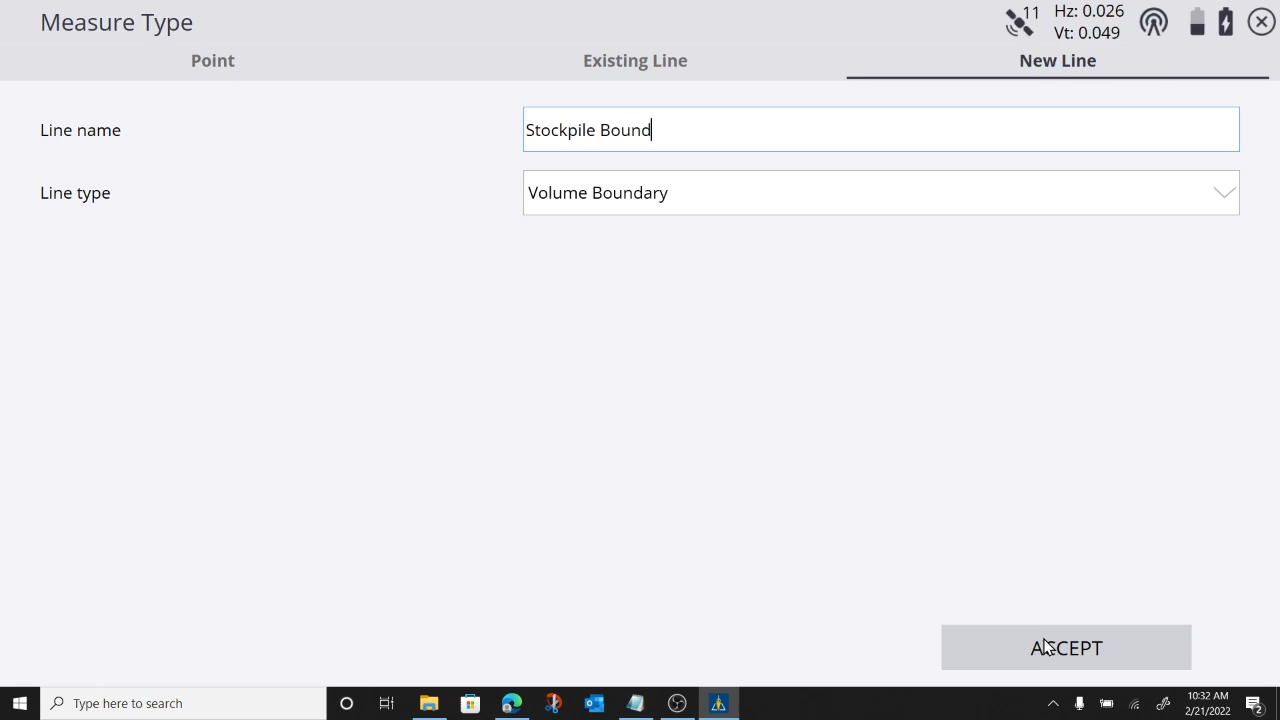 Measure Type
11
Hz: 0.026
Vt: 0.049
Point
Existing Line
New Line
Line name
Stockpile Bound
Line type
Volume Boundary
ACCEPT
Type here to search
10:32 AM
2/21/2022
2